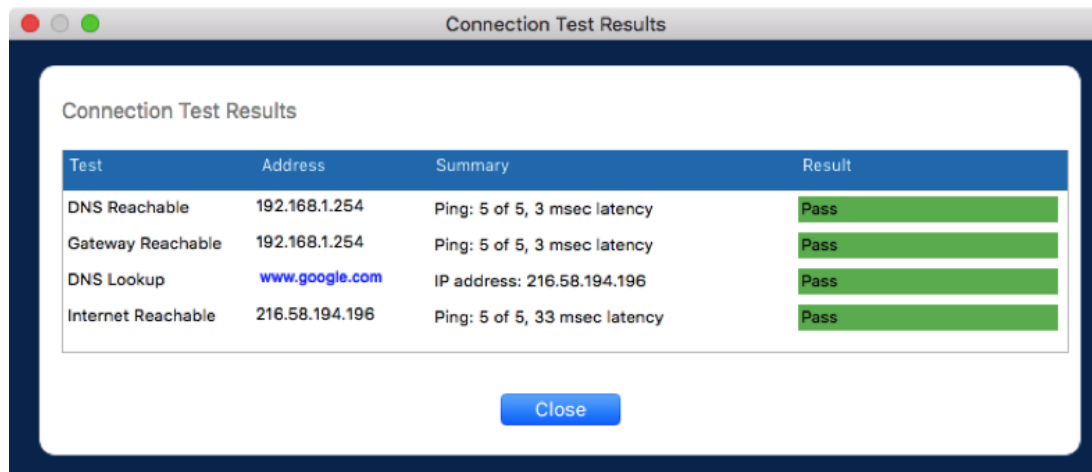 Connection Test Results
Connection Test Results
Test Address Summary Result
DNS Reachable 192.168.1.254 Ping: 5 of 5, 3 msec latency Pass
Gateway Reachable 192.168.1.254 Ping: 5 of 5, 3 msec latency Pass
DNS Lookup www.google.com IP address: 216.58.194.196 Pass
Internet Reachable 216.58.194.196 Ping: 5 of 5, 33 msec latency Pass
Close